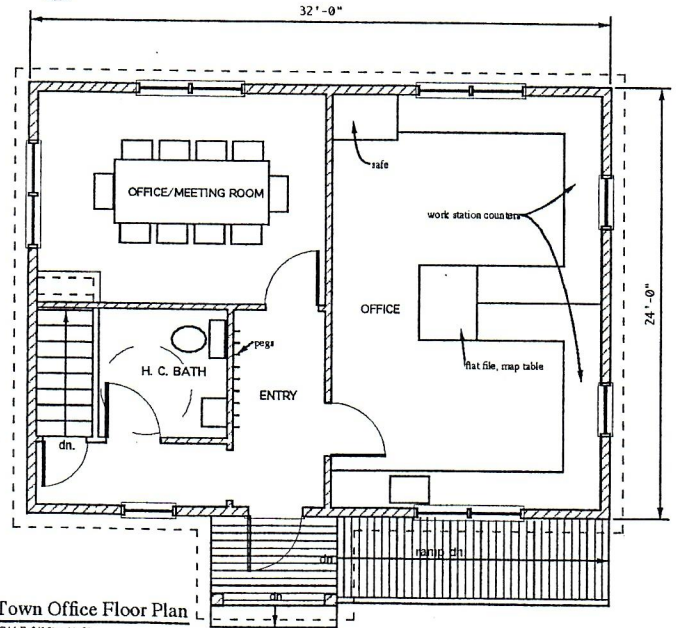 32'-0"
safe
OFFICE/MEETING ROOM
work station counters
24'-0"
OFFICE
pegs
flat file, map table
H. C. BATH
ENTRY
dn.
ramp dn.
dn.
dn
Town Office Floor Plan